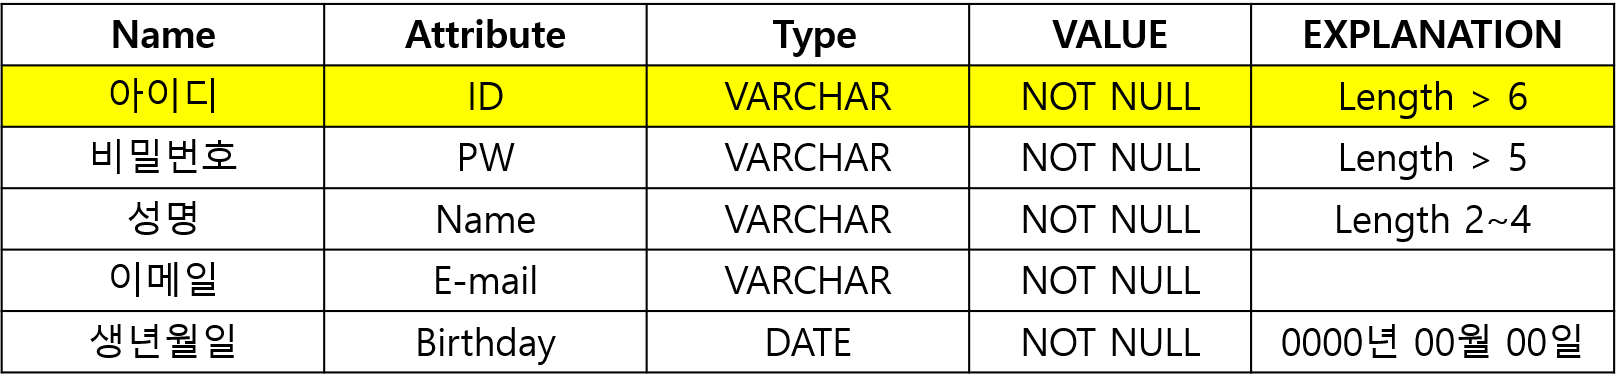 Name Attribute Type VALUE EXPLANATION
아이디 ID VARCHAR NOT NULL Length > 6
비밀번호 PW VARCHAR NOT NULL Length > 5
성명 Name VARCHAR NOT NULL Length 2~4
이메일 E-mail VARCHAR NOT NULL
생년월일 Birthday DATE NOT NULL 0000년 00월 00일